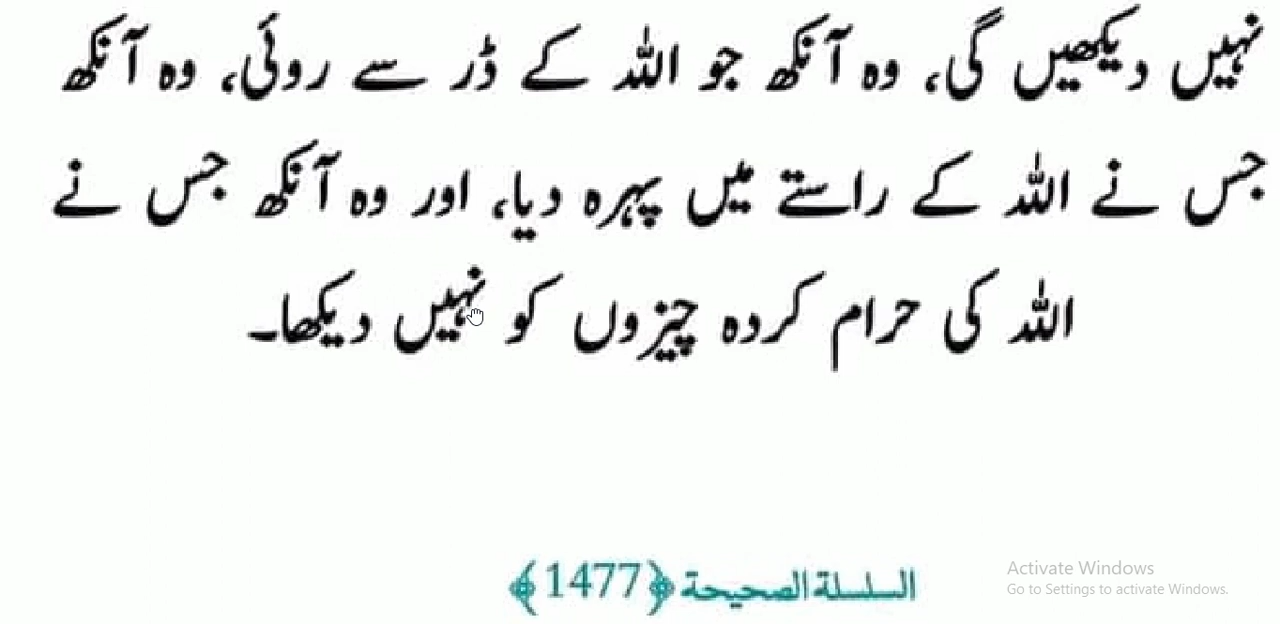 نہیں دیکھیں گی، وہ آنکھ جو اللہ کے ڈر سے روئی، وہ آنکھ
جس نے اللہ کے راستے میں پہرہ دیا، اور وہ آنکھ جس نے
اللہ کی حرام کردہ چیزوں کو نہیں دیکھا۔
السلسلة الصحيحة ﴿1477﴾
Activate Windows
Go to Settings to activate Windows.